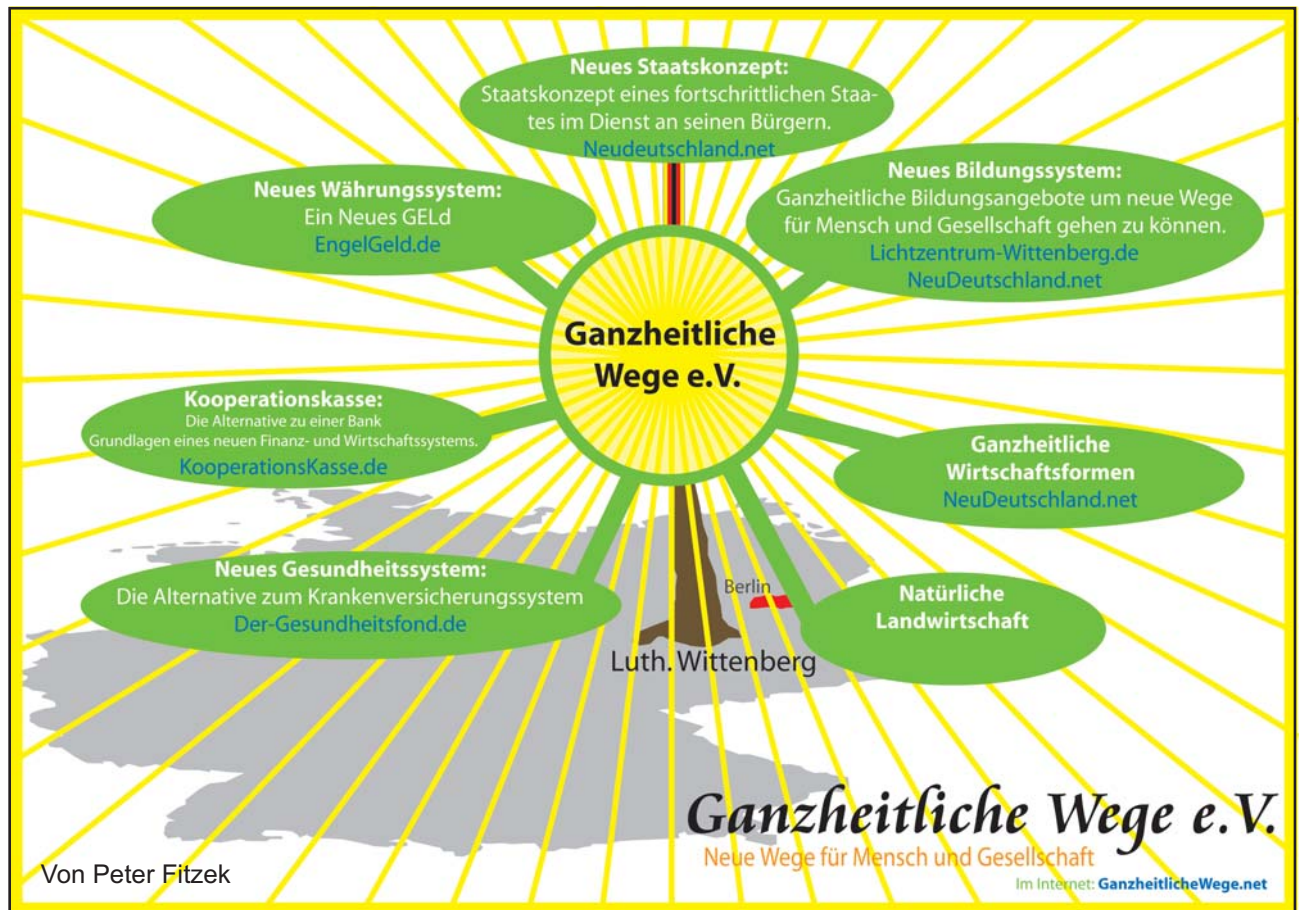 Neues Staatskonzept:
Staatskonzept eines fortschrittlichen Staa-
tes im Dienst an seinen Bürgern.
Neudeutschland.net
Neues Währungssystem:
Ein Neues GELd
EngelGeld.de
Neues Bildungssystem:
Ganzheitliche Bildungsangebote um neue Wege
für Mensch und Gesellschaft gehen zu können.
Lichtzentrum-Wittenberg.de
NeuDeutschland.net
Ganzheitliche
Wege e.V.
Kooperationskasse:
Die Alternative zu einer Bank
Grundlagen eines neuen Finanz- und Wirtschaftssystems.
KooperationsKasse.de
Ganzheitliche
Wirtschaftsformen
NeuDeutschland.net
Neues Gesundheitssystem:
Die Alternative zum Krankenversicherungssystem
Der-Gesundheitsfond.de
Berlin
Natürliche
Landwirtschaft
Luth. Wittenberg
Ganzheitliche Wege e.V.
Neue Wege für Mensch und Gesellschaft
Im Internet: GanzheitlicheWege.net
Von Peter Fitzek